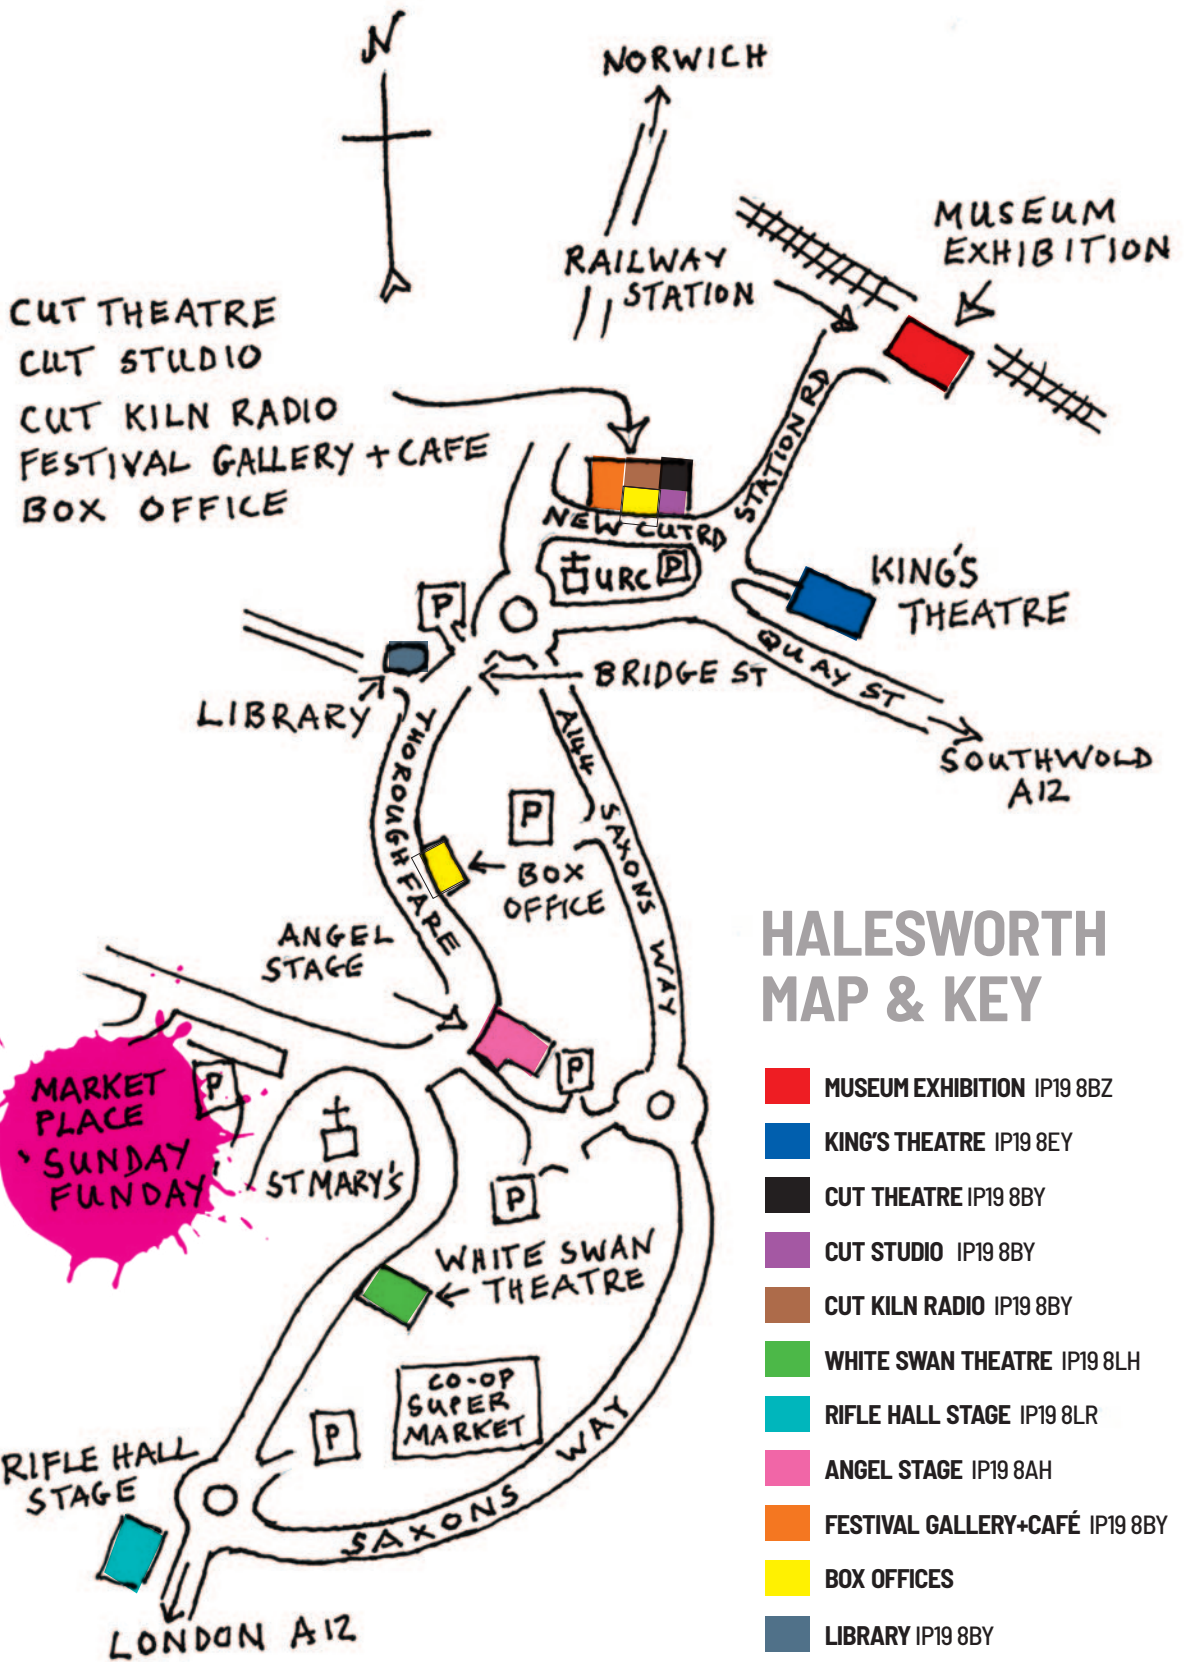 N
NORWICH
MUSEUM
EXHIBITION
RAILWAY
STATION
CUT THEATRE
CUT STUDIO
CUT KILN RADIO
FESTIVAL GALLERY + CAFE
BOX OFFICE
STATION RD
NEW CUT RD
URC P
KING'S
THEATRE
P
QUAY ST
BRIDGE ST
LIBRARY
SOUTHWOLD
A12
THOROUGHFARE
A144 SAXONS WAY
P
BOX
OFFICE
ANGEL
STAGE
P
MARKET
PLACE
SUNDAY
FUNDAY
P
ST MARY'S
P
WHITE SWAN
THEATRE
CO-OP
SUPER
MARKET
P
SAXONS WAY
RIFLE HALL
STAGE
LONDON A12
HALESWORTH
MAP & KEY
MUSEUM EXHIBITION IP19 8BZ
KING'S THEATRE IP19 8EY
CUT THEATRE IP19 8BY
CUT STUDIO IP19 8BY
CUT KILN RADIO IP19 8BY
WHITE SWAN THEATRE IP19 8LH
RIFLE HALL STAGE IP19 8LR
ANGEL STAGE IP19 8AH
FESTIVAL GALLERY+CAFÉ IP19 8BY
BOX OFFICES
LIBRARY IP19 8BY